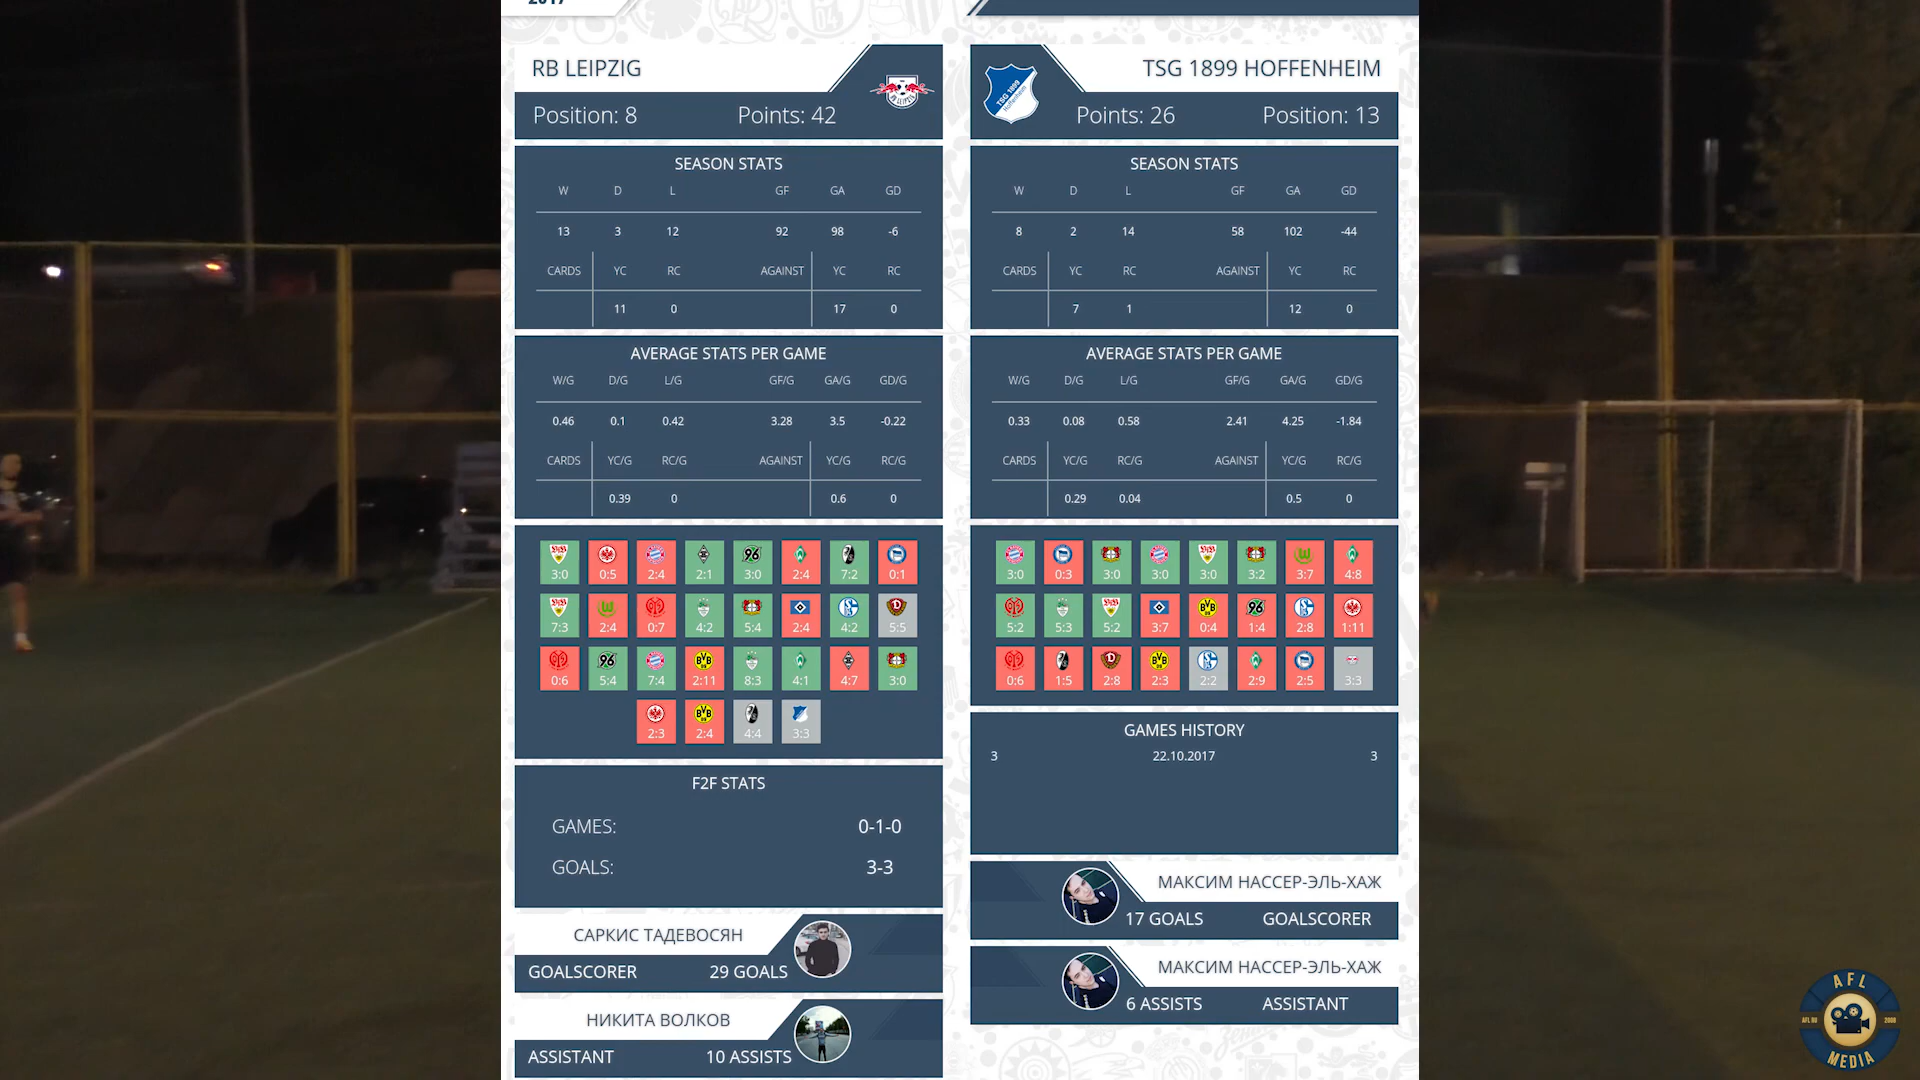 2017
RB LEIPZIG
Position: 8 Points: 42
SEASON STATS
W D L GF GA GD
13 3 12 92 98 -6
CARDS YC RC AGAINST YC RC
11 0 17 0
AVERAGE STATS PER GAME
W/G D/G L/G GF/G GA/G GD/G
0.46 0.1 0.42 3.28 3.5 -0.22
CARDS YC/G RC/G AGAINST YC/G RC/G
0.39 0 0.6 0
3:0 0:5 2:4 2:1 3:0 2:4 7:2 0:1
7:3 2:4 0:7 4:2 5:4 2:4 4:2 5:5
0:6 5:4 7:4 2:11 8:3 4:1 4:7 3:0
2:3 2:4 4:4 3:3
F2F STATS
GAMES: 0-1-0
GOALS: 3-3
САРКИС ТАДЕВОСЯН
GOALSCORER 29 GOALS
НИКИТА ВОЛКОВ
ASSISTANT 10 ASSISTS
TSG 1899 HOFFENHEIM
TSG 1899
Hoffenheim
Points: 26 Position: 13
SEASON STATS
W D L GF GA GD
8 2 14 58 102 -44
CARDS YC RC AGAINST YC RC
7 1 12 0
AVERAGE STATS PER GAME
W/G D/G L/G GF/G GA/G GD/G
0.33 0.08 0.58 2.41 4.25 -1.84
CARDS YC/G RC/G AGAINST YC/G RC/G
0.29 0.04 0.5 0
3:0 0:3 3:0 3:0 3:0 3:2 3:7 4:8
5:2 5:3 5:2 3:7 0:4 1:4 2:8 1:11
0:6 1:5 2:8 2:3 2:2 2:9 2:5 3:3
GAMES HISTORY
3 22.10.2017 3
МАКСИМ НАССЕР-ЭЛЬ-ХАЖ
17 GOALS GOALSCORER
МАКСИМ НАССЕР-ЭЛЬ-ХАЖ
6 ASSISTS ASSISTANT
AFL
AFL.RU 2008
MEDIA